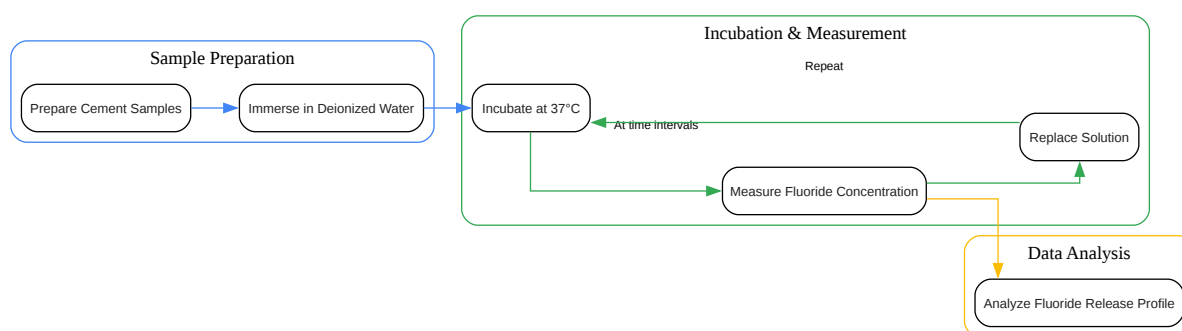 Sample Preparation
Prepare Cement Samples
Immerse in Deionized Water
Incubation & Measurement
Repeat
Incubate at 37°C
At time intervals
Replace Solution
Measure Fluoride Concentration
Data Analysis
Analyze Fluoride Release Profile